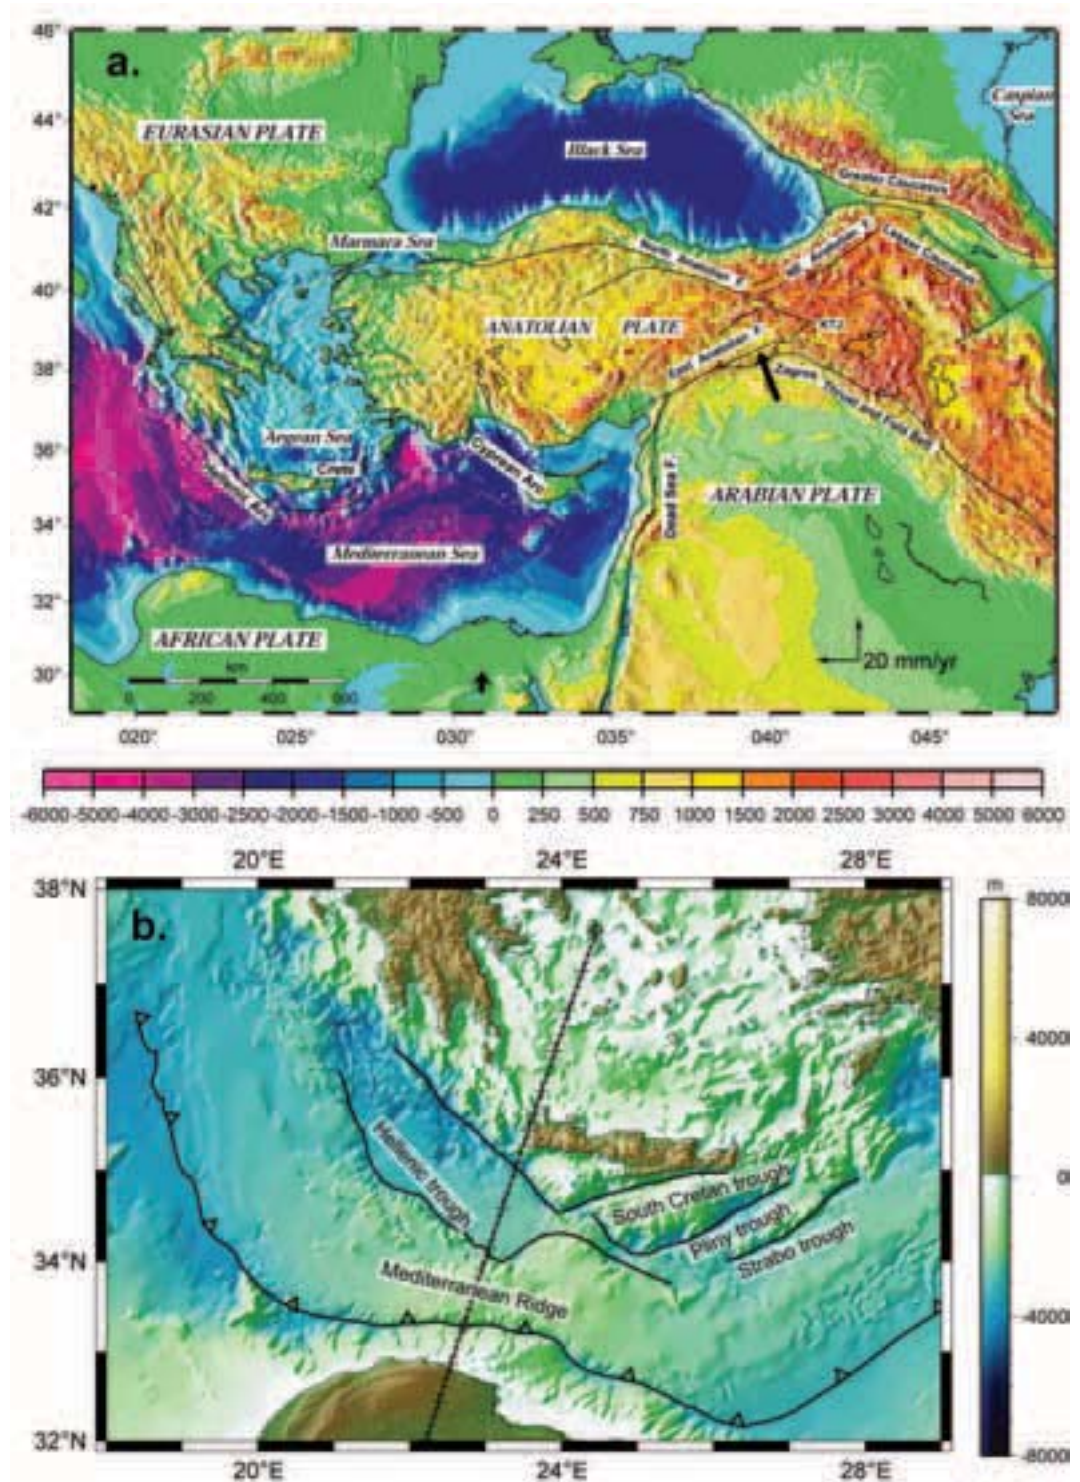 a.
46°
44°
42°
40°
38°
36°
34°
32°
30°
EURASIAN PLATE
Black Sea
Caspian
Sea
Greater Caucasus
Lesser Caucasus
Marmara Sea
North Anatolian F.
NE. Anatolian F.
ANATOLIAN PLATE
KTJ
East Anatolian F.
Zagros Thrust and Fold Belt
Aegean Sea
Crete
Hellenic Arc
Cyprean Arc
Dead Sea F.
ARABIAN PLATE
Mediterranean Sea
AFRICAN PLATE
km
0 200 400 600
20 mm/yr
020° 025° 030° 035° 040° 045°
-6000 -5000 -4000 -3000 -2500 -2000 -1500 -1000 -500 0 250 500 750 1000 1500 2000 2500 3000 4000 5000 6000
20°E 24°E 28°E
38°N
36°N
34°N
32°N
b.
Hellenic trough
South Cretan trough
Pliny trough
Strabo trough
Mediterranean Ridge
m
20°E 24°E 28°E